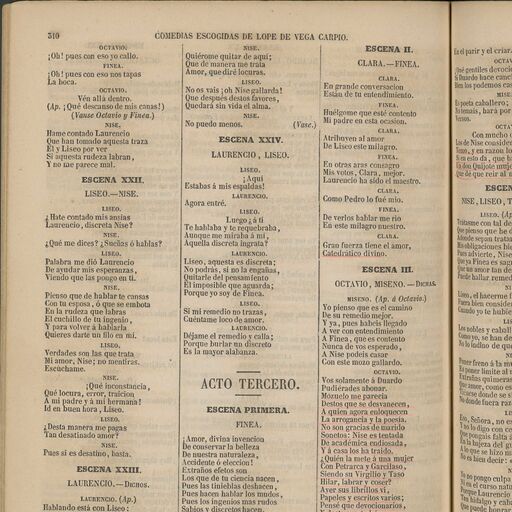 310
COMEDIAS ESCOGIDAS DE LOPE DE VEGA CARPIO.
OCTAVIO.
¡Oh! pues con eso yo callo.
FINEA.
¡Oh! pues con eso nos tapas
La boca.
OCTAVIO.
Vén allá dentro.
(Ap. ¡Qué descanso de mis canas!)
(Vanse Octavio y Finea.)
NISE.
Hame contado Laurencio
Que han tomado aquesta traza
El y Liseo por ver
Si aquesta rudeza labran,
Y no me parece mal.
ESCENA XXII.
LISEO.—NISE.
LISEO.
¿Hate contado mis ansias
Laurencio, discreta Nise?
NISE.
¿Qué me dices? ¿Sueñas ó hablas?
LISEO.
Palabra me dió Laurencio
De ayudar mis esperanzas,
Viendo que las pongo en ti.
NISE.
Pienso que de hablar te cansas
Con tu esposa, ó que se embota
En la rudeza que labras
El cuchillo de tu ingenio,
Y para volver á hablarla
Quieres darte un filo en mí.
LISEO.
Verdades son las que trata
Mi amor, Nise; no mentiras.
Escúchame.
NISE.
¡Qué inconstancia,
Qué locura, error, traicion
A mi padre y á mi hermana!
Id en buen hora, Liseo.
LISEO.
¿Desta manera me pagas
Tan desatinado amor?
NISE.
Pues si es desatino, basta.
ESCENA XXIII.
LAURENCIO.—DICHOS.
LAURENCIO. (Ap.)
Hablando está con Liseo:
NISE.
Quiérome quitar de aquí;
Que de manera me trata
Amor, que diré locuras.
LISEO.
No os vais; ¡oh Nise gallarda!
Que despues destos favores,
Quedará sin vida el alma.
NISE.
No puedo menos.
(Vase.)
ESCENA XXIV.
LAURENCIO, LISEO.
LISEO.
¡Aquí
Estabas á mis espaldas!
LAURENCIO.
Agora entré.
LISEO.
Luego ¿á ti
Te hablaba y te requebraba,
Aunque me miraba á mí,
Aquella discreta ingrata?
LAURENCIO.
Liseo, aquesta es discreta;
No podrás, si no la engañas,
Quitarle del pensamiento
El imposible que aguarda;
Porque yo soy de Finea.
LISEO.
Si mi remedio no trazas,
Cuéntame loco de amor.
LAURENCIO.
Déjame el remedio y calla;
Porque burlar un discreto
Es la mayor alabanza.
ACTO TERCERO.
ESCENA PRIMERA.
FINEA.
¡Amor, divina invencion
De conservar la belleza
De nuestra naturaleza,
Accidente ó eleccion!
Extraños efetos son
Los que de tu ciencia nacen,
Pues las tinieblas deshacen,
Pues hacen hablar los mudos,
Pues los ingenios mas rudos
Sabios y discretos hacen.
ESCENA II.
CLARA.—FINEA.
CLARA.
En grande conversacion
Están de tu entendimiento.
FINEA.
Huélgome que esté contento
Mi padre en esta ocasion.
CLARA.
Atribuyen al amor
De Liseo este milagro.
FINEA.
En otras aras consagro
Mis votos, Clara, mejor.
Laurencio ha sido el maestro.
CLARA.
Como Pedro lo fué mio.
FINEA.
De verlos hablar me rio
En este milagro nuestro.
CLARA.
Gran fuerza tiene el amor,
Catedrático divino.
ESCENA III.
OCTAVIO, MISENO.—DICHAS.
MISENO. (Ap. á Octavio.)
Yo pienso que es el camino
De su remedio mejor.
Y ya, pues habeis llegado
A ver con entendimiento
A Finea, que es contento
Nunca de vos esperado,
A Nise podeis casar
Con este mozo gallardo.
OCTAVIO.
Vos solamente á Duardo
Pudiérades abonar.
Mozuelo me parecia
Destos que se desvanecen,
A quien agora enloquecen
La arrogancia y la poesía.
No son gracias de marido
Sonetos: Nise es tentada
De académica endiosada,
Y á casa los ha traido.
¿Quién la mete á una mujer
Con Petrarca y Garcilaso,
Siendo su Virgilio y Taso
Hilar, labrar y coser?
Ayer sus librillos vi,
Papeles y escritos varios;
Pensé que devocionarios,